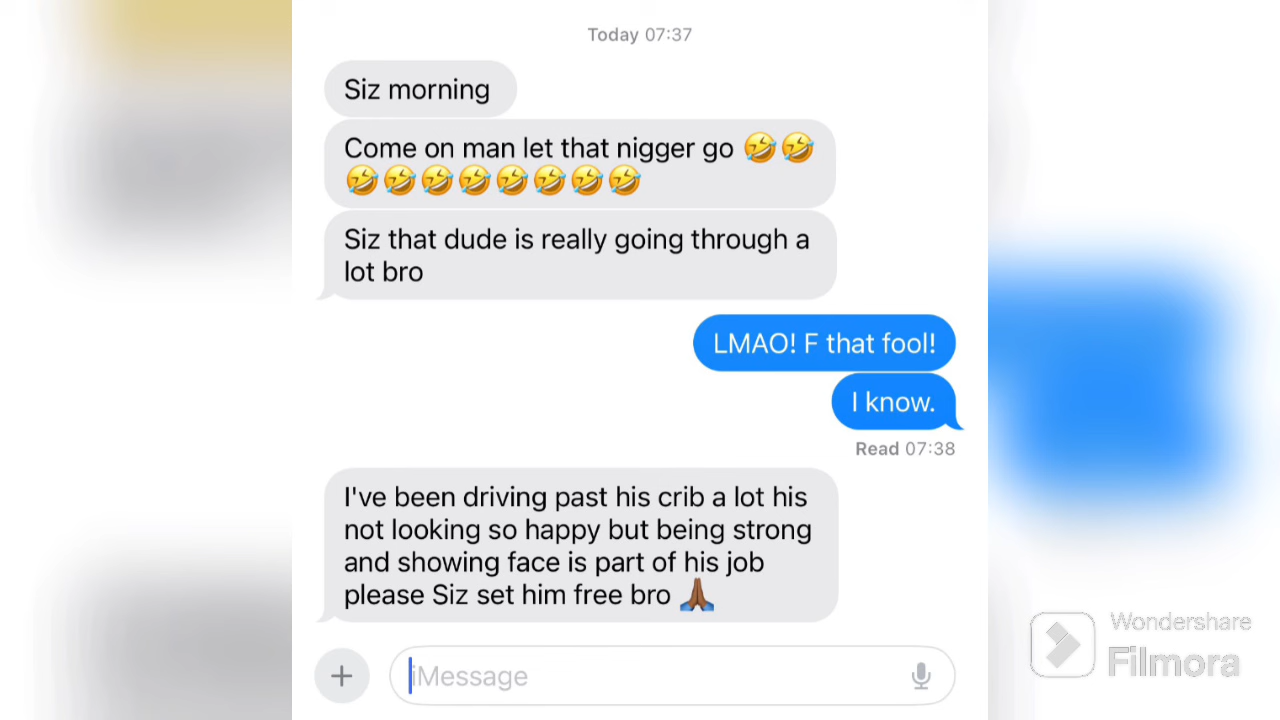 Today 07:37
Siz morning
Come on man let that nigger go 🤣🤣
🤣🤣🤣🤣🤣🤣🤣🤣
Siz that dude is really going through a
lot bro
LMAO! F that fool!
I know.
Read 07:38
I've been driving past his crib a lot his
not looking so happy but being strong
and showing face is part of his job
please Siz set him free bro 🙏🏾
iMessage
Wondershare
Filmora